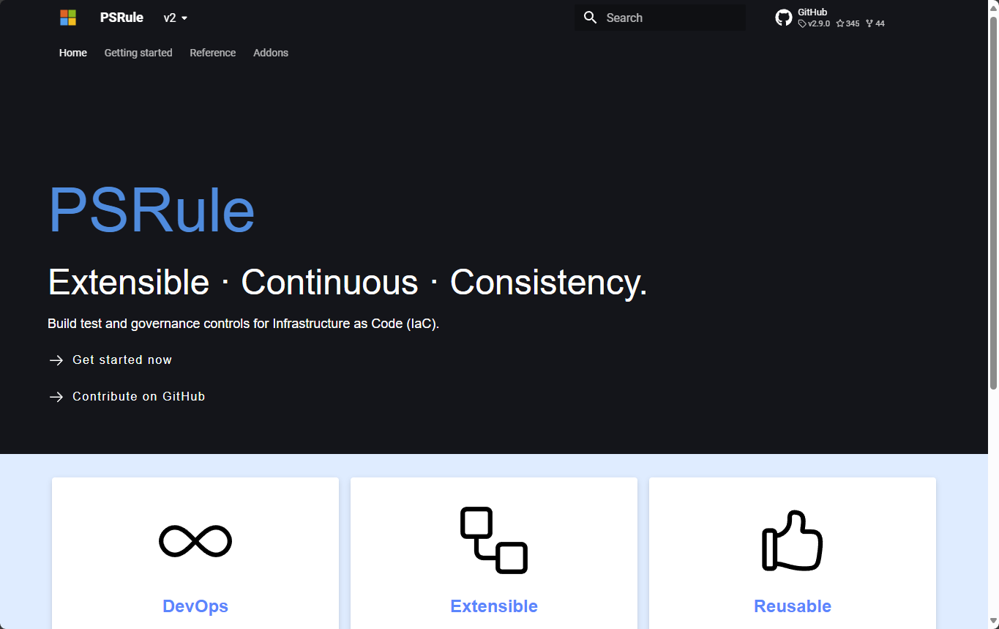 PSRule v2 Search GitHub
v2.9.0 345 44
Home Getting started Reference Addons
PSRule
Extensible · Continuous · Consistency.
Build test and governance controls for Infrastructure as Code (IaC).
Get started now
Contribute on GitHub
DevOps Extensible Reusable